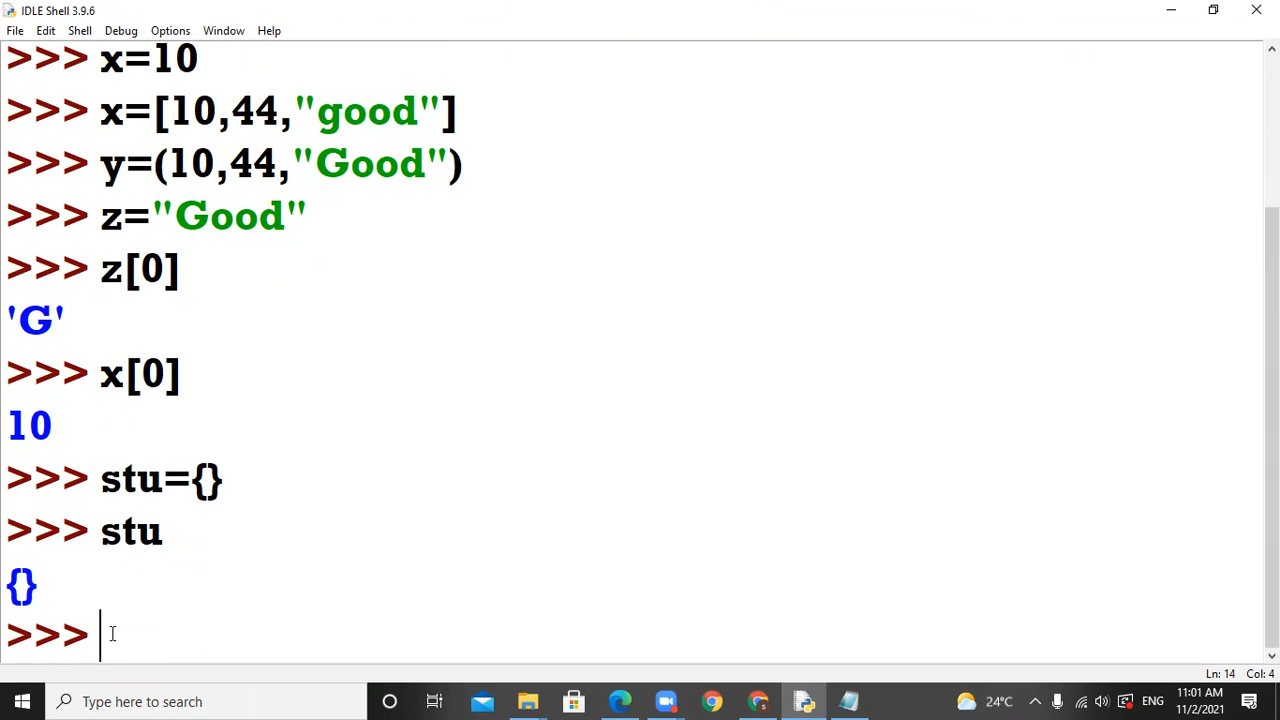 IDLE Shell 3.9.6
File Edit Shell Debug Options Window Help
>>> x=10
>>> x=[10,44,"good"]
>>> y=(10,44,"Good")
>>> z="Good"
>>> z[0]
'G'
>>> x[0]
10
>>> stu={}
>>> stu
{}
>>>
Ln: 14 Col: 4
Type here to search
24°C
ENG
11:01 AM
11/2/2021